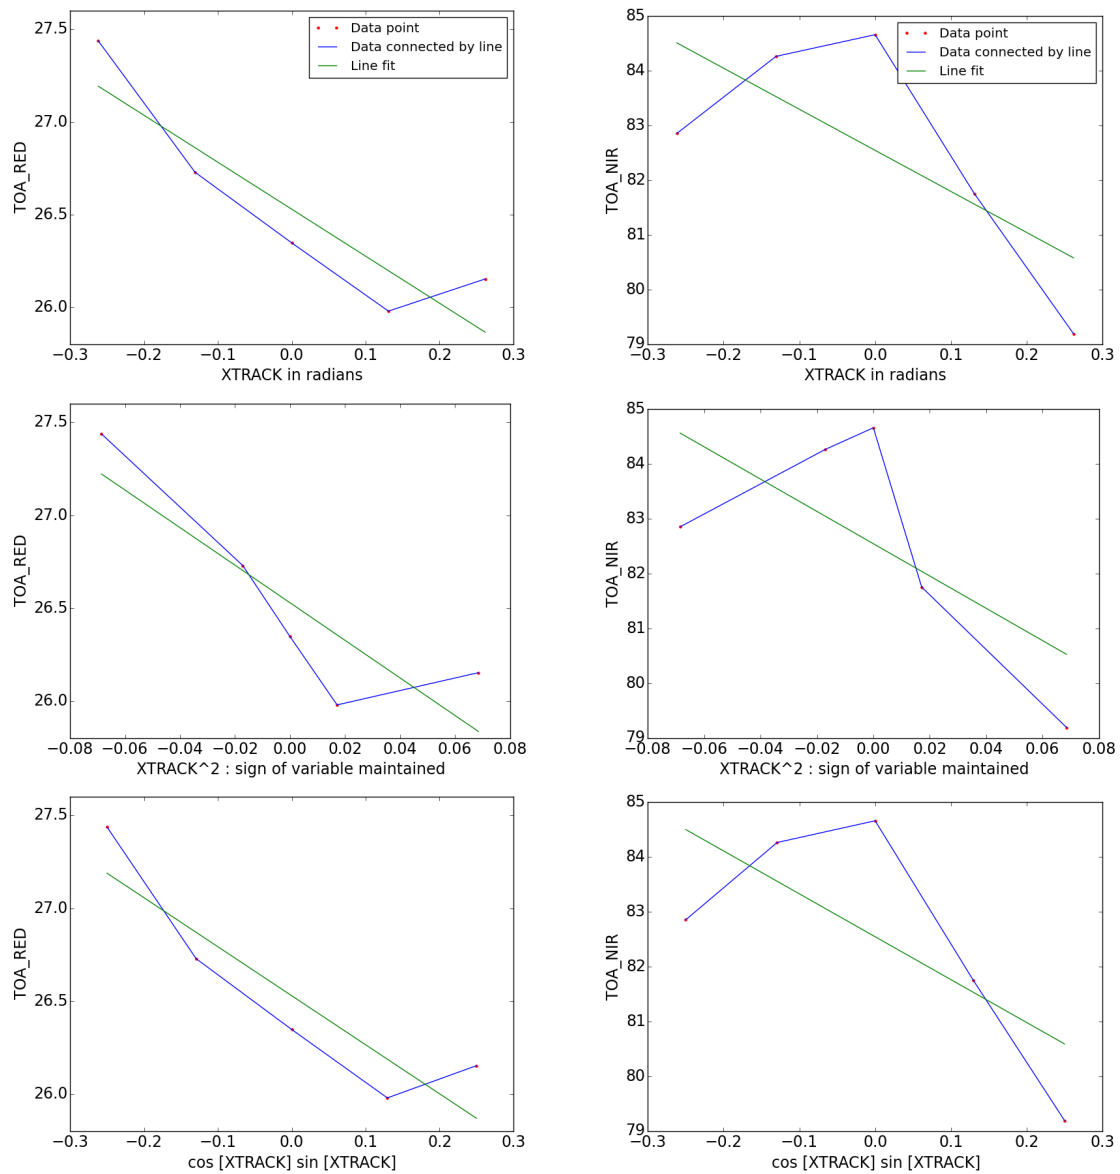 27.5
27.0
26.5
26.0
TOA_RED
Data point
Data connected by line
Line fit
−0.3 −0.2 −0.1 0.0 0.1 0.2 0.3
XTRACK in radians
85
84
83
82
81
80
79
TOA_NIR
Data point
Data connected by line
Line fit
−0.3 −0.2 −0.1 0.0 0.1 0.2 0.3
XTRACK in radians
27.5
27.0
26.5
26.0
TOA_RED
−0.08 −0.06 −0.04 −0.02 0.00 0.02 0.04 0.06 0.08
XTRACK^2 : sign of variable maintained
85
84
83
82
81
80
79
TOA_NIR
−0.08 −0.06 −0.04 −0.02 0.00 0.02 0.04 0.06 0.08
XTRACK^2 : sign of variable maintained
27.5
27.0
26.5
26.0
TOA_RED
−0.3 −0.2 −0.1 0.0 0.1 0.2 0.3
cos [XTRACK] sin [XTRACK]
85
84
83
82
81
80
79
TOA_NIR
−0.3 −0.2 −0.1 0.0 0.1 0.2 0.3
cos [XTRACK] sin [XTRACK]